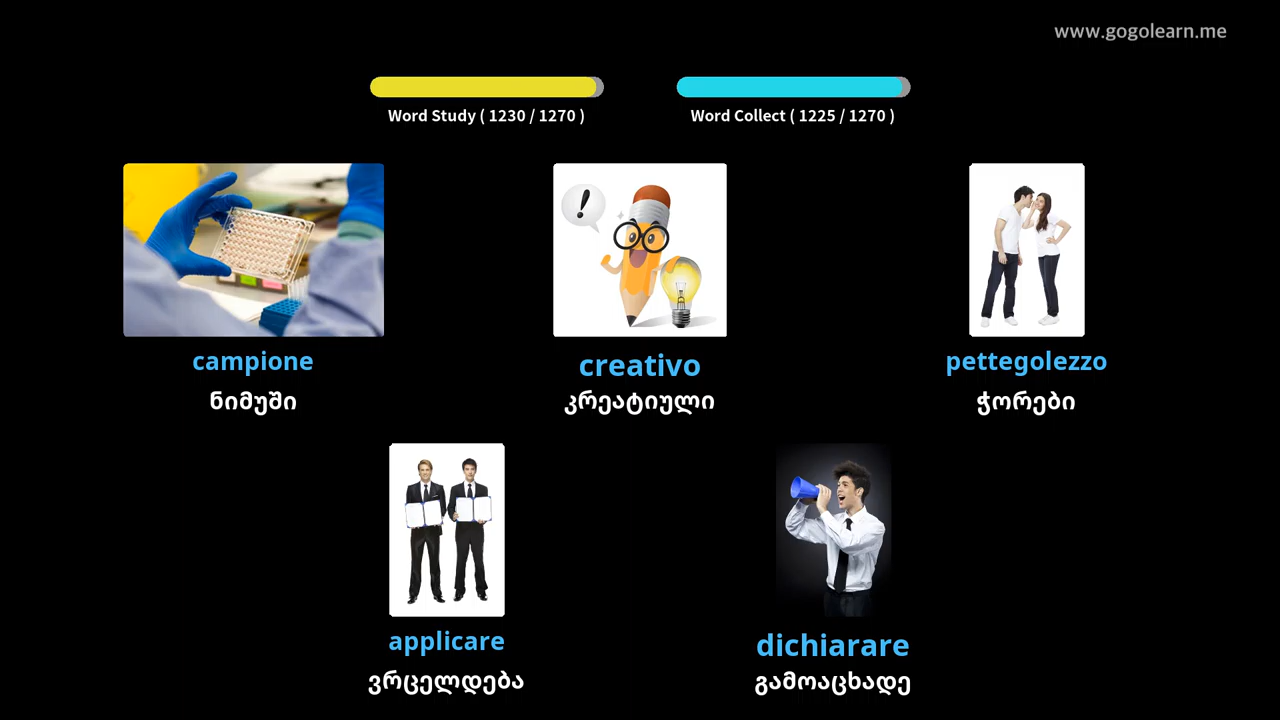 www.gogolearn.me
Word Study ( 1230 / 1270 )
Word Collect ( 1225 / 1270 )
campione
ნიმუში
creativo
კრეატიული
pettegolezzo
ჭორები
applicare
ვრცელდება
dichiarare
გამოაცხადე